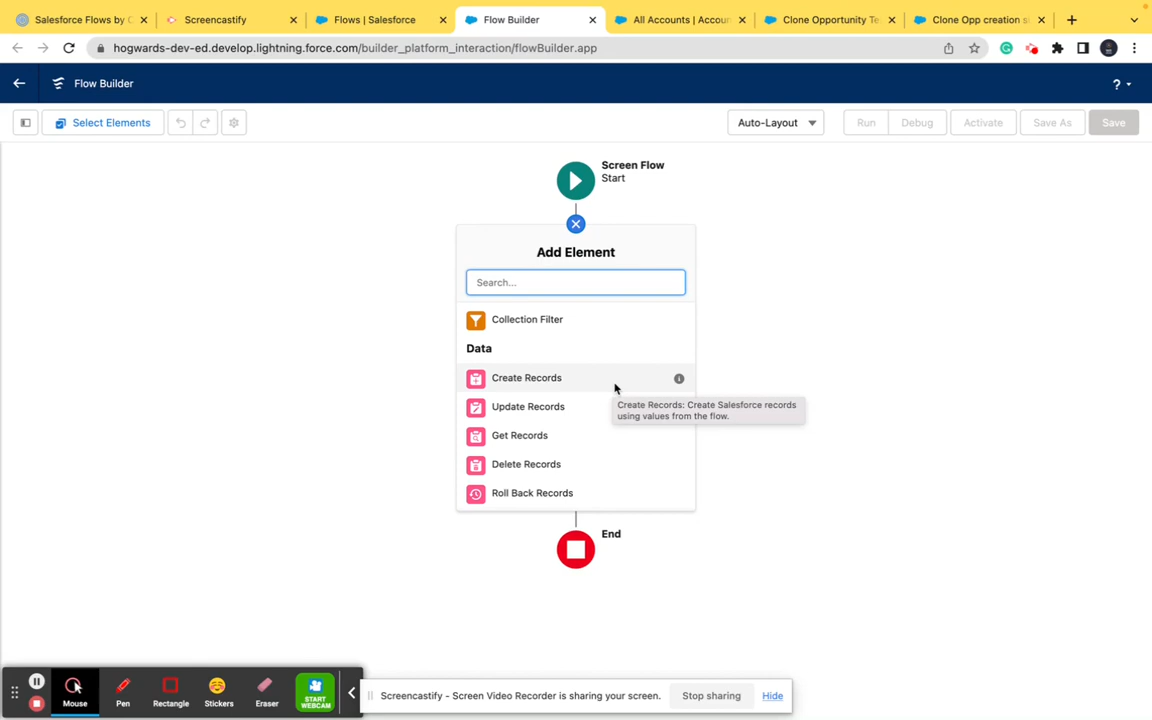 Salesforce Flows by C
Screencastify
Flows | Salesforce
Flow Builder
All Accounts | Accoun
Clone Opportunity Te
Clone Opp creation s
hogwards-dev-ed.develop.lightning.force.com/builder_platform_interaction/flowBuilder.app
Flow Builder
?
Select Elements
Auto-Layout
Run
Debug
Activate
Save As
Save
Screen Flow
Start
Add Element
Search...
Collection Filter
Data
Create Records
Create Records: Create Salesforce records
using values from the flow.
Update Records
Get Records
Delete Records
Roll Back Records
End
Mouse
Pen
Rectangle
Stickers
Eraser
START
WEBCAM
Screencastify - Screen Video Recorder is sharing your screen.
Stop sharing
Hide